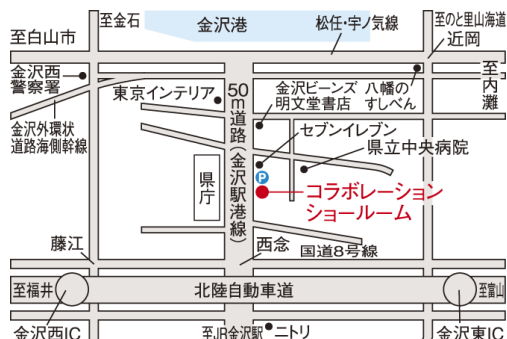 至金石
金沢港
松任・宇ノ気線
至のと里山海道
至白山市
近岡
金沢西
警察署
東京インテリア
50m道路(金沢駅港線)
金沢ビーンズ
明文堂書店
八幡の
すしべん
至内灘
金沢外環状
道路海側幹線
セブンイレブン
県立中央病院
県庁
P
コラボレーション
ショールーム
藤江
西念
国道8号線
至福井
北陸自動車道
至富山
金沢西IC
至JR金沢駅
ニトリ
金沢東IC